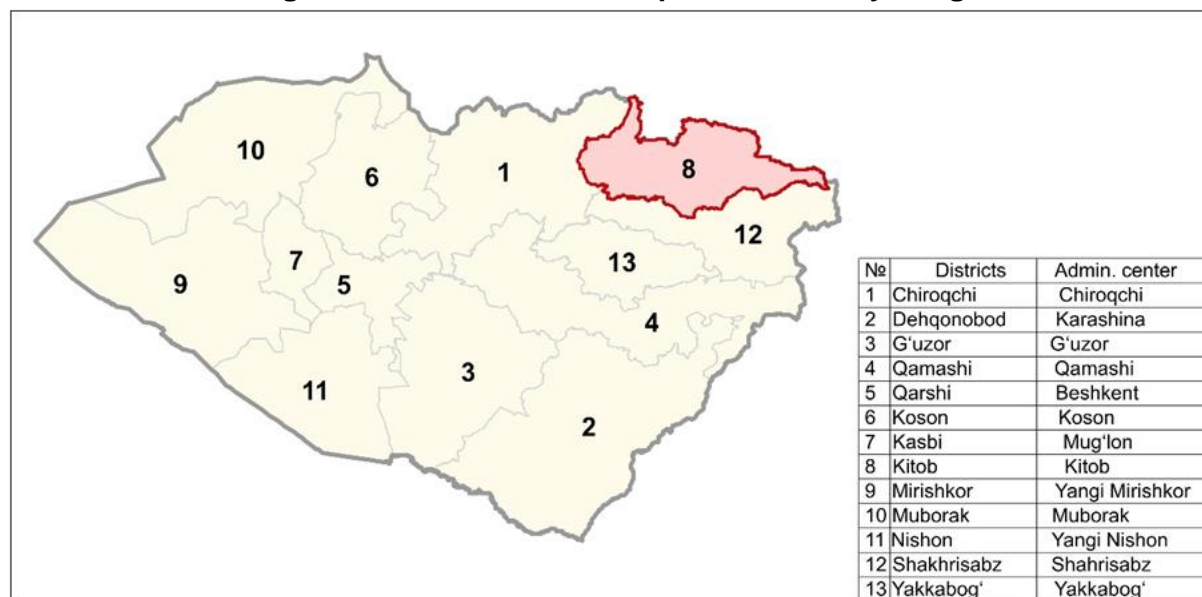 10
6
1
8
12
7
13
9
5
4
3
11
2
№ Districts Admin. center
1 Chiroqchi Chiroqchi
2 Dehqonobod Karashina
3 G‘uzor G‘uzor
4 Qamashi Qamashi
5 Qarshi Beshkent
6 Koson Koson
7 Kasbi Mug‘lon
8 Kitob Kitob
9 Mirishkor Yangi Mirishkor
10 Muborak Muborak
11 Nishon Yangi Nishon
12 Shakhrisabz Shahrisabz
13 Yakkabog‘ Yakkabog‘